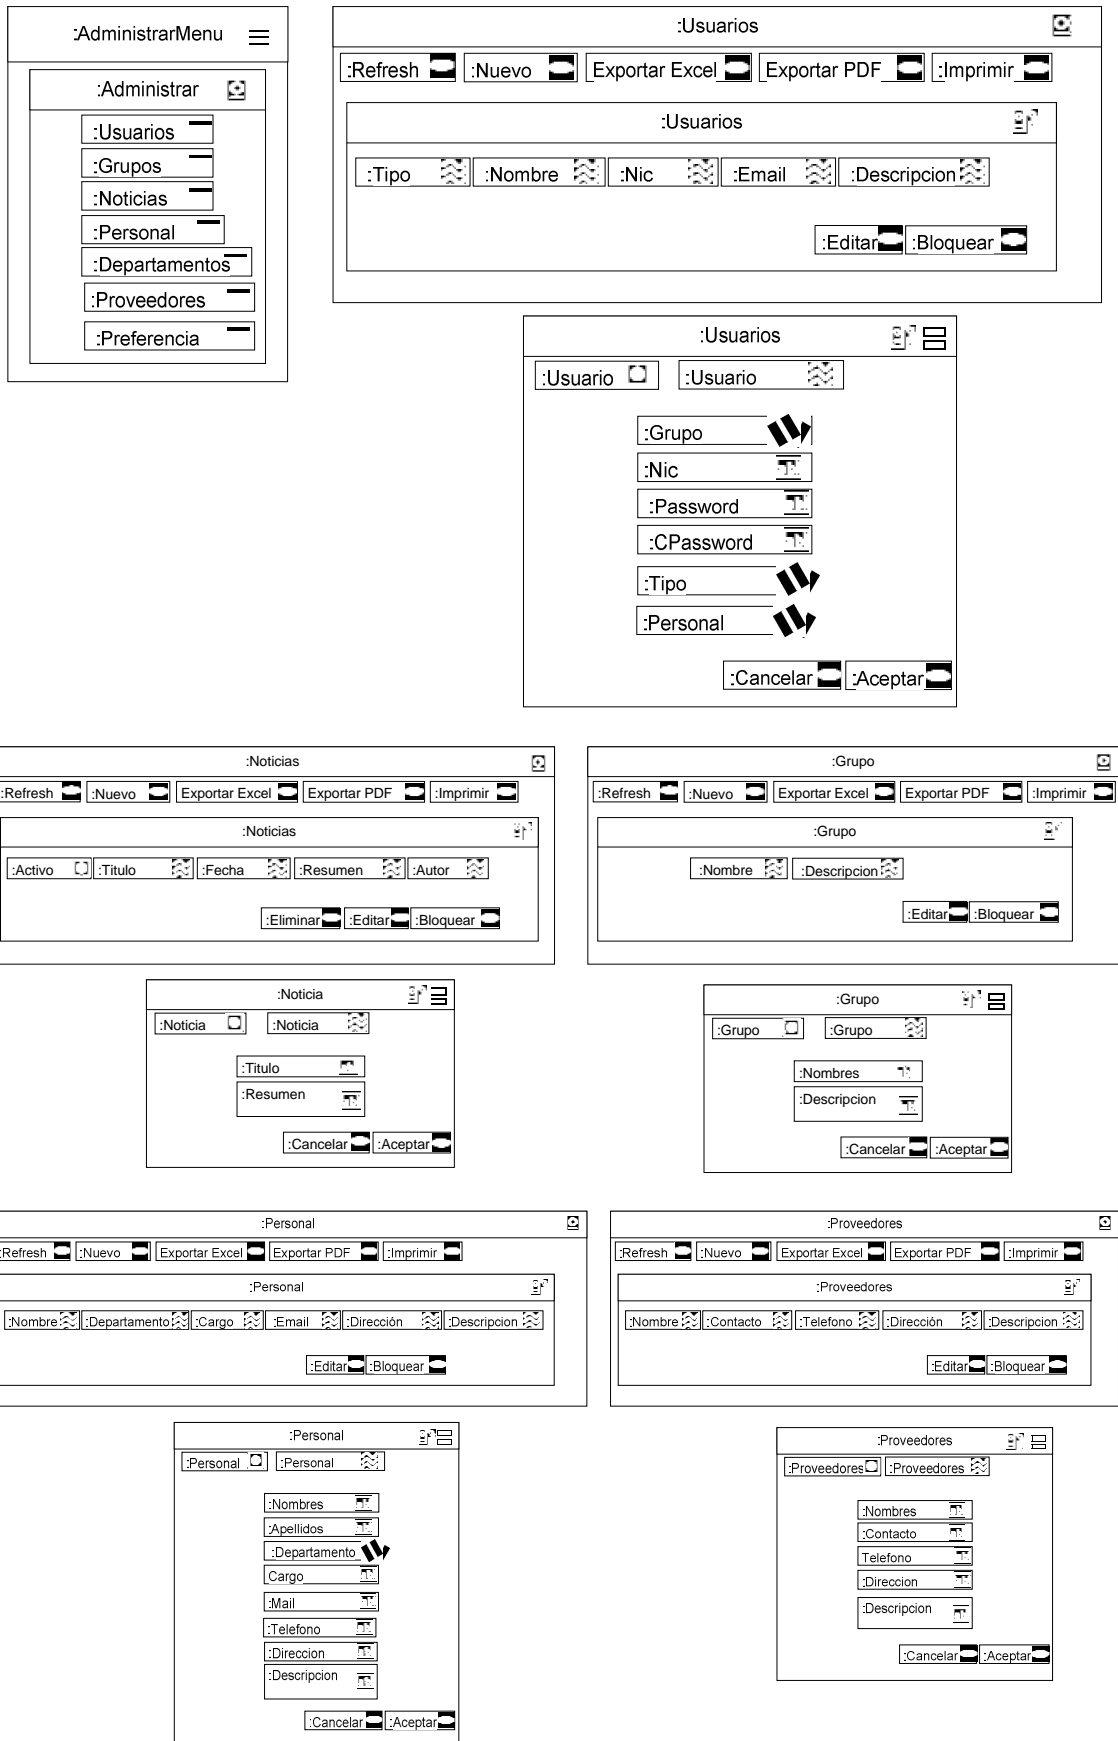 :AdministrarMenu
:Administrar
:Usuarios
:Grupos
:Noticias
:Personal
:Departamentos
:Proveedores
:Preferencia
:Usuarios
:Refresh :Nuevo Exportar Excel Exportar PDF :Imprimir
:Usuarios
:Tipo :Nombre :Nic :Email :Descripcion
:Editar :Bloquear
:Usuarios
:Usuario :Usuario
:Grupo
:Nic
:Password
:CPassword
:Tipo
:Personal
:Cancelar :Aceptar
:Noticias
:Refresh :Nuevo Exportar Excel Exportar PDF :Imprimir
:Noticias
:Activo :Titulo :Fecha :Resumen :Autor
:Eliminar :Editar :Bloquear
:Noticia
:Noticia :Noticia
:Titulo
:Resumen
:Cancelar :Aceptar
:Grupo
:Refresh :Nuevo Exportar Excel Exportar PDF :Imprimir
:Grupo
:Nombre :Descripcion
:Editar :Bloquear
:Grupo
:Grupo :Grupo
:Nombres
:Descripcion
:Cancelar :Aceptar
:Personal
:Refresh :Nuevo Exportar Excel Exportar PDF :Imprimir
:Personal
:Nombre :Departamento :Cargo :Email :Dirección :Descripcion
:Editar :Bloquear
:Personal
:Personal :Personal
:Nombres
:Apellidos
:Departamento
Cargo
:Mail
:Telefono
:Direccion
:Descripcion
:Cancelar :Aceptar
:Proveedores
:Refresh :Nuevo Exportar Excel Exportar PDF :Imprimir
:Proveedores
:Nombre :Contacto :Telefono :Dirección :Descripcion
:Editar :Bloquear
:Proveedores
:Proveedores :Proveedores
:Nombres
:Contacto
Telefono
:Direccion
:Descripcion
:Cancelar :Aceptar